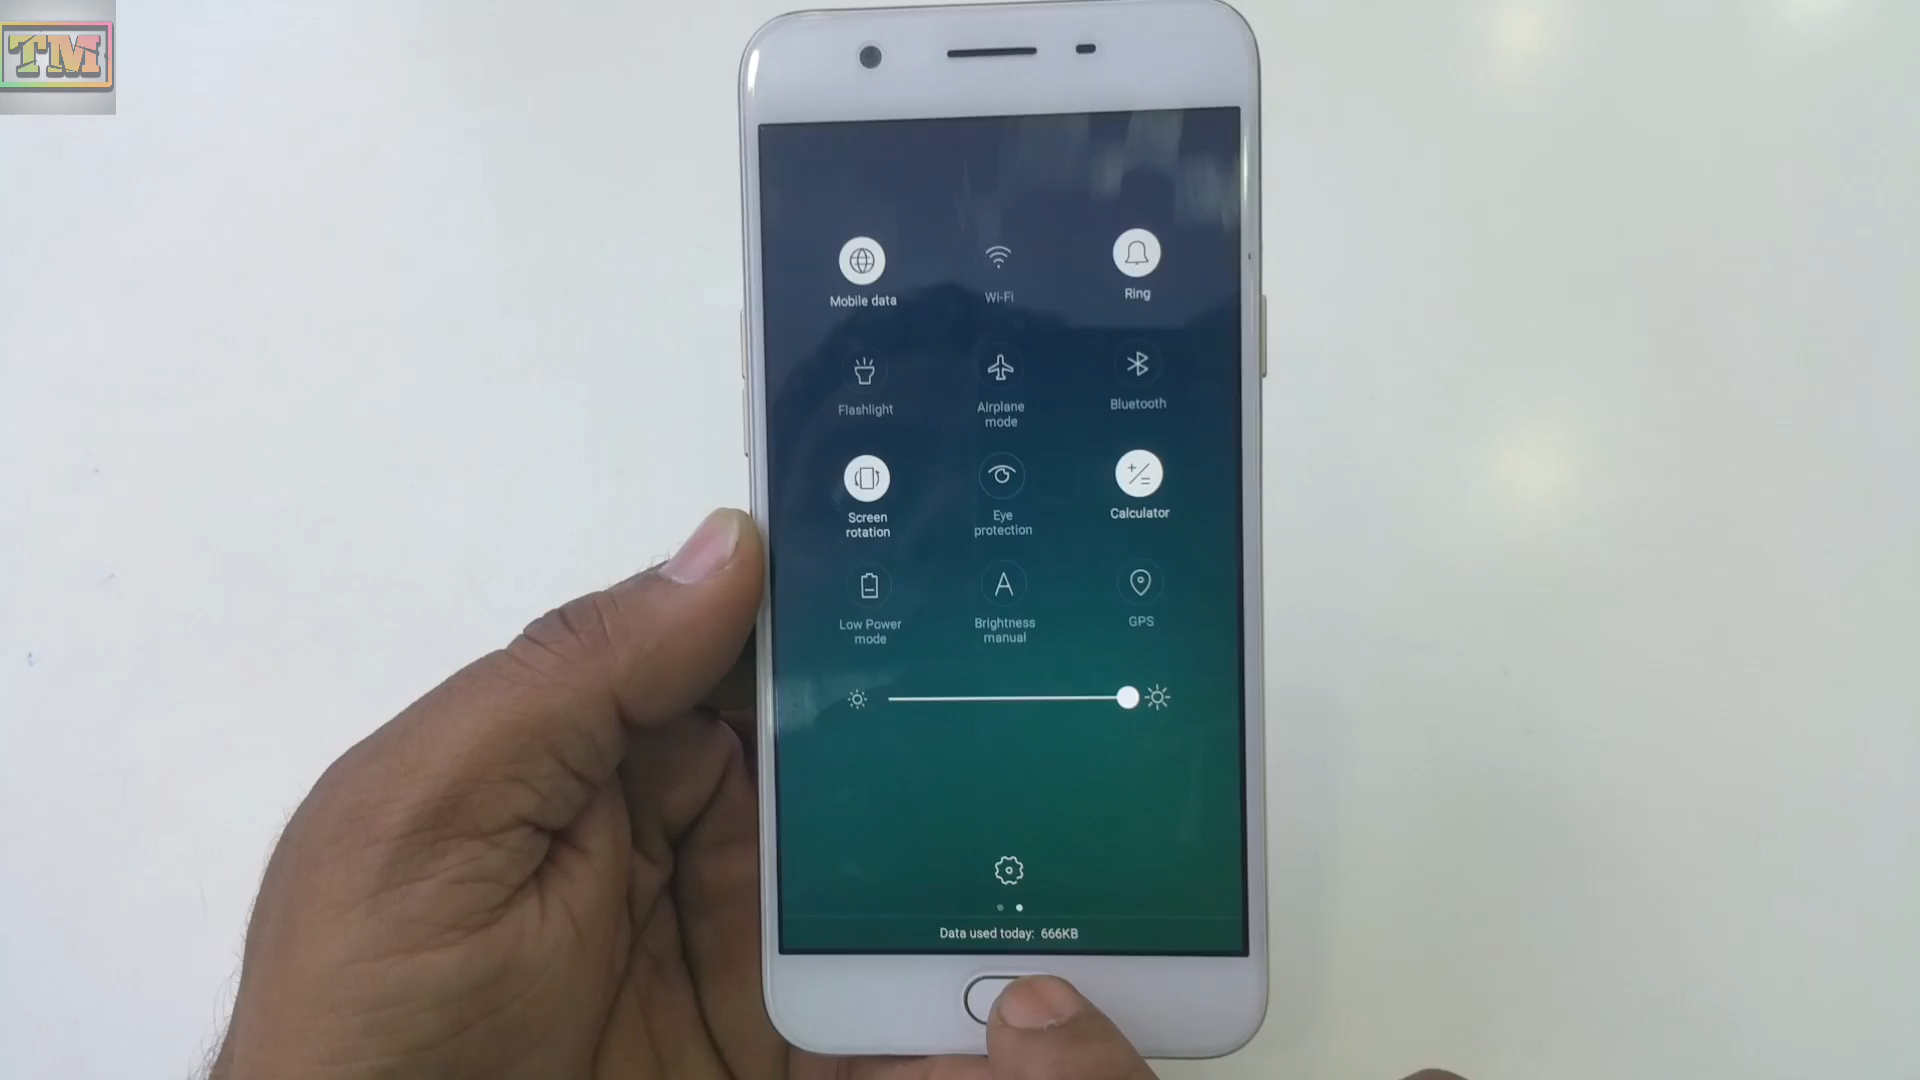 TM
Mobile data
Wi-Fi
Ring
Flashlight
Airplane
mode
Bluetooth
Screen
rotation
Eye
protection
Calculator
Low Power
mode
A
Brightness
manual
GPS
Data used today: 666KB